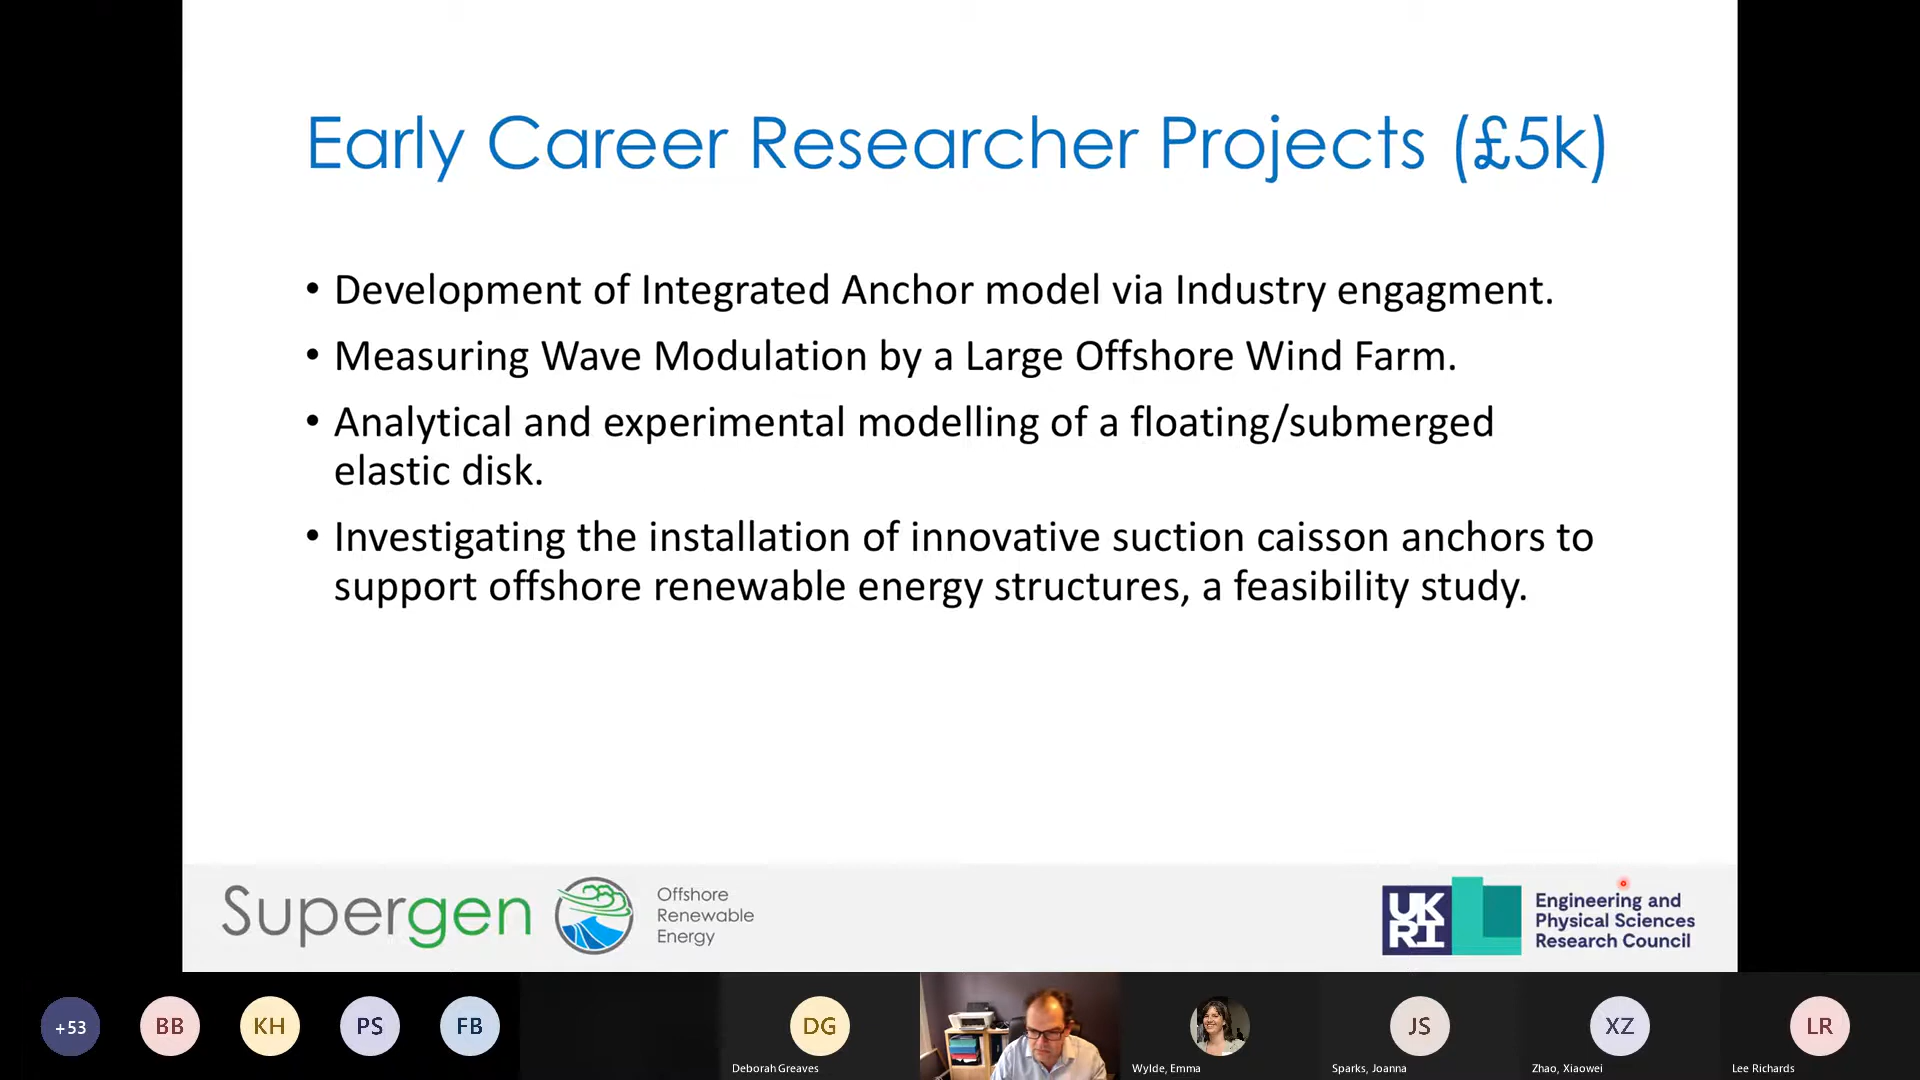 Early Career Researcher Projects (£5k)
• Development of Integrated Anchor model via Industry engagment.
• Measuring Wave Modulation by a Large Offshore Wind Farm.
• Analytical and experimental modelling of a floating/submerged
elastic disk.
• Investigating the installation of innovative suction caisson anchors to
support offshore renewable energy structures, a feasibility study.
Supergen
Offshore
Renewable
Energy
UK
RI
Engineering and
Physical Sciences
Research Council
+53
BB
KH
PS
FB
DG
JS
XZ
LR
Deborah Greaves
Wylde, Emma
Sparks, Joanna
Zhao, Xiaowei
Lee Richards